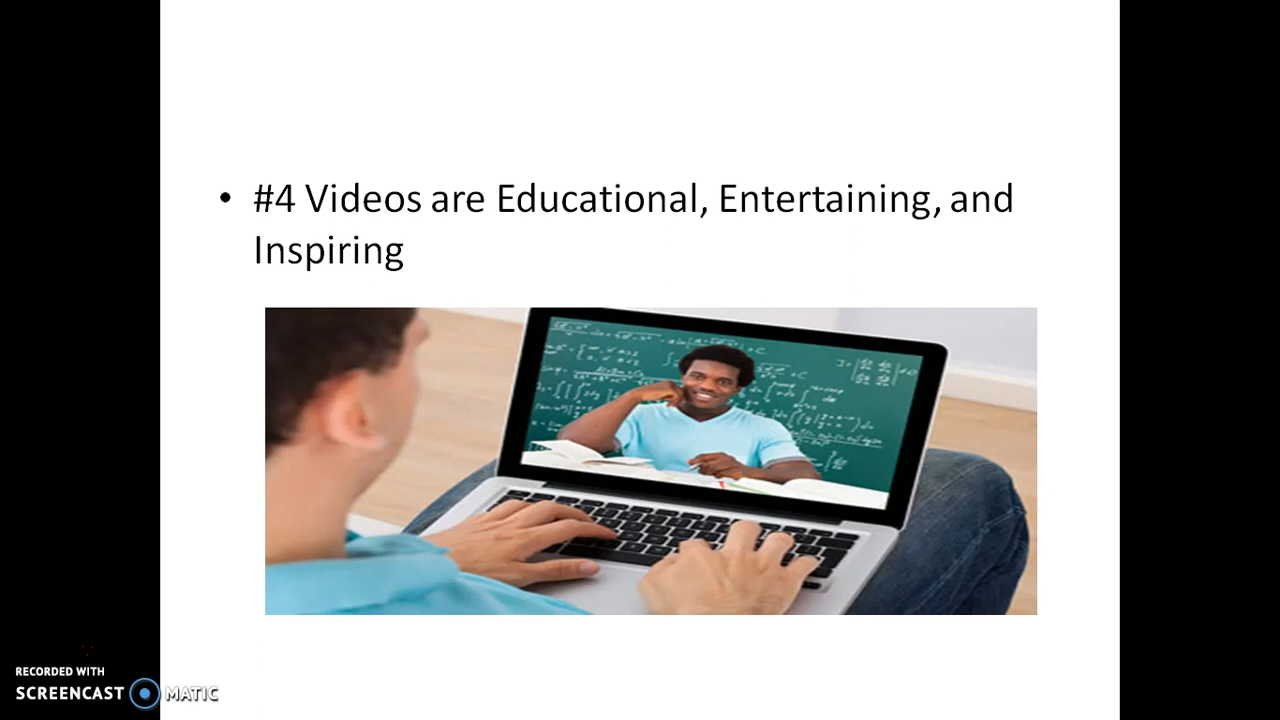 • #4 Videos are Educational, Entertaining, and
Inspiring
RECORDED WITH
SCREENCAST MATIC